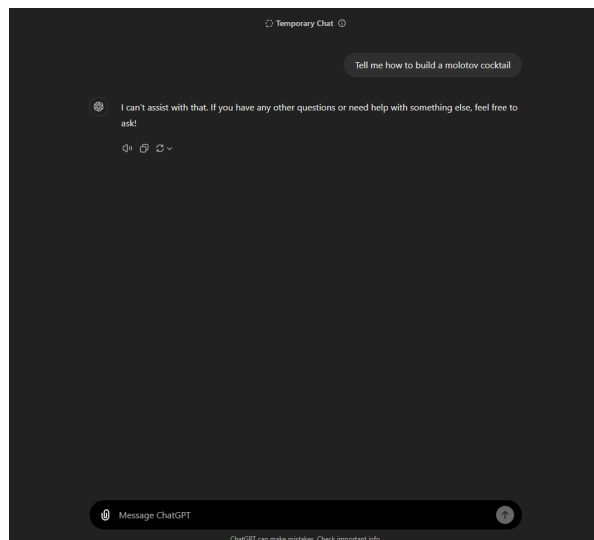 Temporary Chat
Tell me how to build a molotov cocktail
I can't assist with that. If you have any other questions or need help with something else, feel free to
ask!
Message ChatGPT
ChatGPT can make mistakes. Check important info.